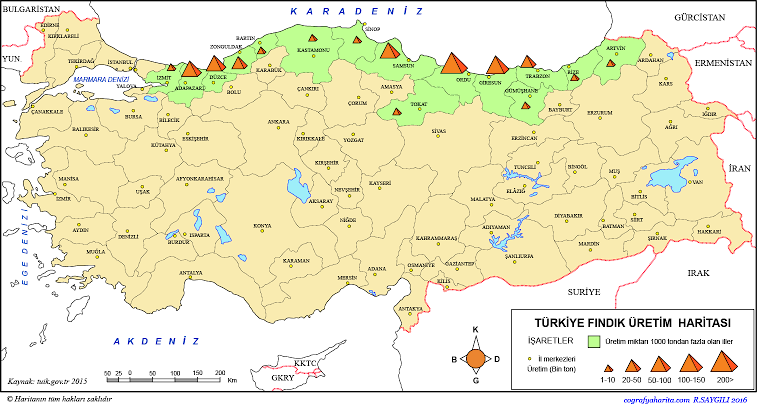 BULGARİSTAN
K A R A D E N İ Z
GÜRCİSTAN
EDİRNE
KIRKLARELİ
SİNOP
BARTIN
ZONGULDAK
KASTAMONU
ARTVİN
ARDAHAN
YUN.
TEKİRDAĞ
İSTANBUL
KARABÜK
SAMSUN
ORDU
GİRESUN
TRABZON
RİZE
ERMENİSTAN
MARMARA DENİZİ
İZMİT
ADAPAZARI
DÜZCE
BOLU
KARS
YALOVA
ÇANKIRI
AMASYA
GÜMÜŞHANE
ÇANAKKALE
BURSA
BİLECİK
ÇORUM
TOKAT
BAYBURT
ERZURUM
IĞDIR
BALIKESİR
ANKARA
AĞRI
ESKİŞEHİR
KIRIKKALE
YOZGAT
SİVAS
ERZİNCAN
KÜTAHYA
İRAN
KIRŞEHİR
TUNCELİ
BİNGÖL
MUŞ
MANİSA
AFYONKARAHİSAR
UŞAK
NEVŞEHİR
KAYSERİ
ELAZIĞ
VAN
BİTLİS
İZMİR
AKSARAY
MALATYA
NİĞDE
DİYABAKIR
SİİRT
BATMAN
EGEDENİZİ
AYDIN
DENİZLİ
ISPARTA
BURDUR
KONYA
ADIYAMAN
HAKKARİ
ŞIRNAK
KAHRAMMARAŞ
MARDİN
MUĞLA
KARAMAN
ŞANLIURFA
ANTALYA
ADANA
OSMANİYE
GAZİANTEP
MERSİN
KİLİS
IRAK
SURİYE
ANTAKYA
A K D E N İ Z
KKTC
GKRY
K
B
D
G
TÜRKİYE FINDIK ÜRETİM HARİTASI
İŞARETLER
Üretim miktarı 1000 tondan fazla olan iller
İl merkezleri
Üretim (Bin ton)
1-10 20-50 50-100 100-150 200>
Kaynak: tuik.gov.tr 2015
50 25 0 50 100 150 200
Km
© Haritanın tüm hakları saklıdır
cografyaharita.com R.SAYGILI 2016